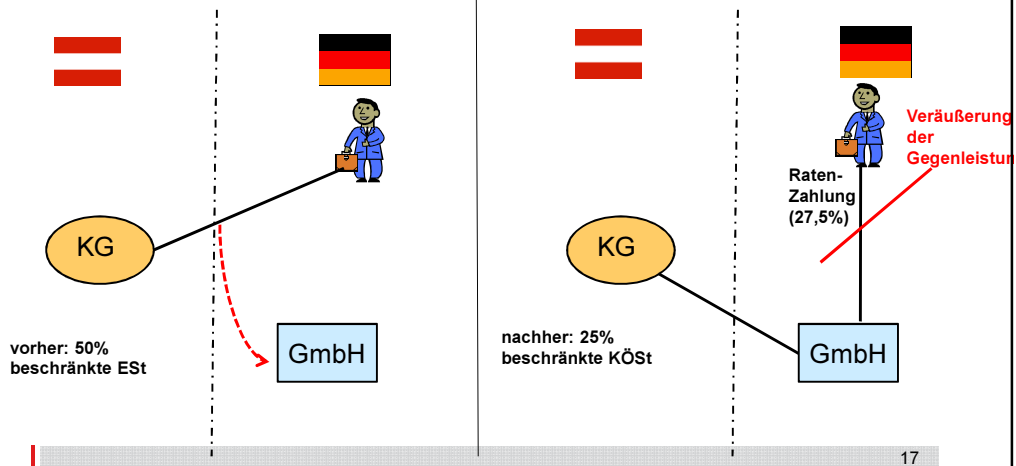 KG
vorher: 50%
beschränkte ESt
GmbH
Veräußerung
der
Gegenleistun
Raten-
Zahlung
(27,5%)
KG
nachher: 25%
beschränkte KÖSt
GmbH
17